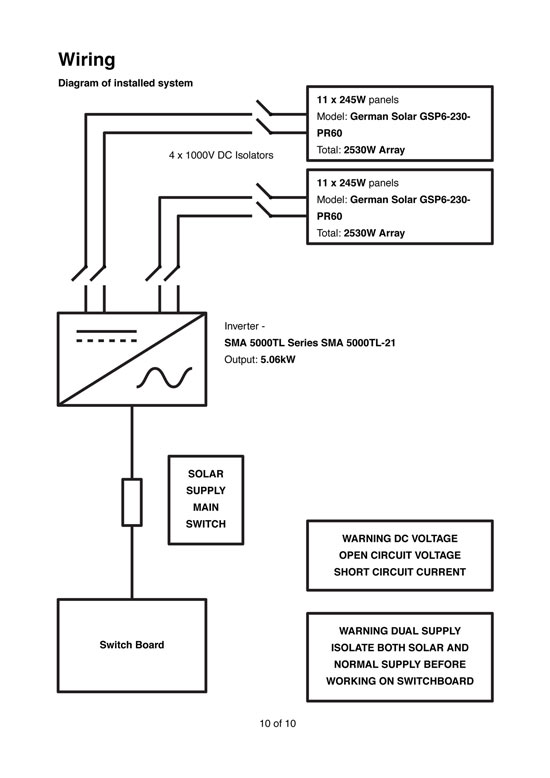 Wiring
Diagram of installed system
11 x 245W panels
Model: German Solar GSP6-230-
PR60
Total: 2530W Array
4 x 1000V DC Isolators
11 x 245W panels
Model: German Solar GSP6-230-
PR60
Total: 2530W Array
Inverter -
SMA 5000TL Series SMA 5000TL-21
Output: 5.06kW
SOLAR
SUPPLY
MAIN
SWITCH
WARNING DC VOLTAGE
OPEN CIRCUIT VOLTAGE
SHORT CIRCUIT CURRENT
Switch Board
WARNING DUAL SUPPLY
ISOLATE BOTH SOLAR AND
NORMAL SUPPLY BEFORE
WORKING ON SWITCHBOARD
10 of 10